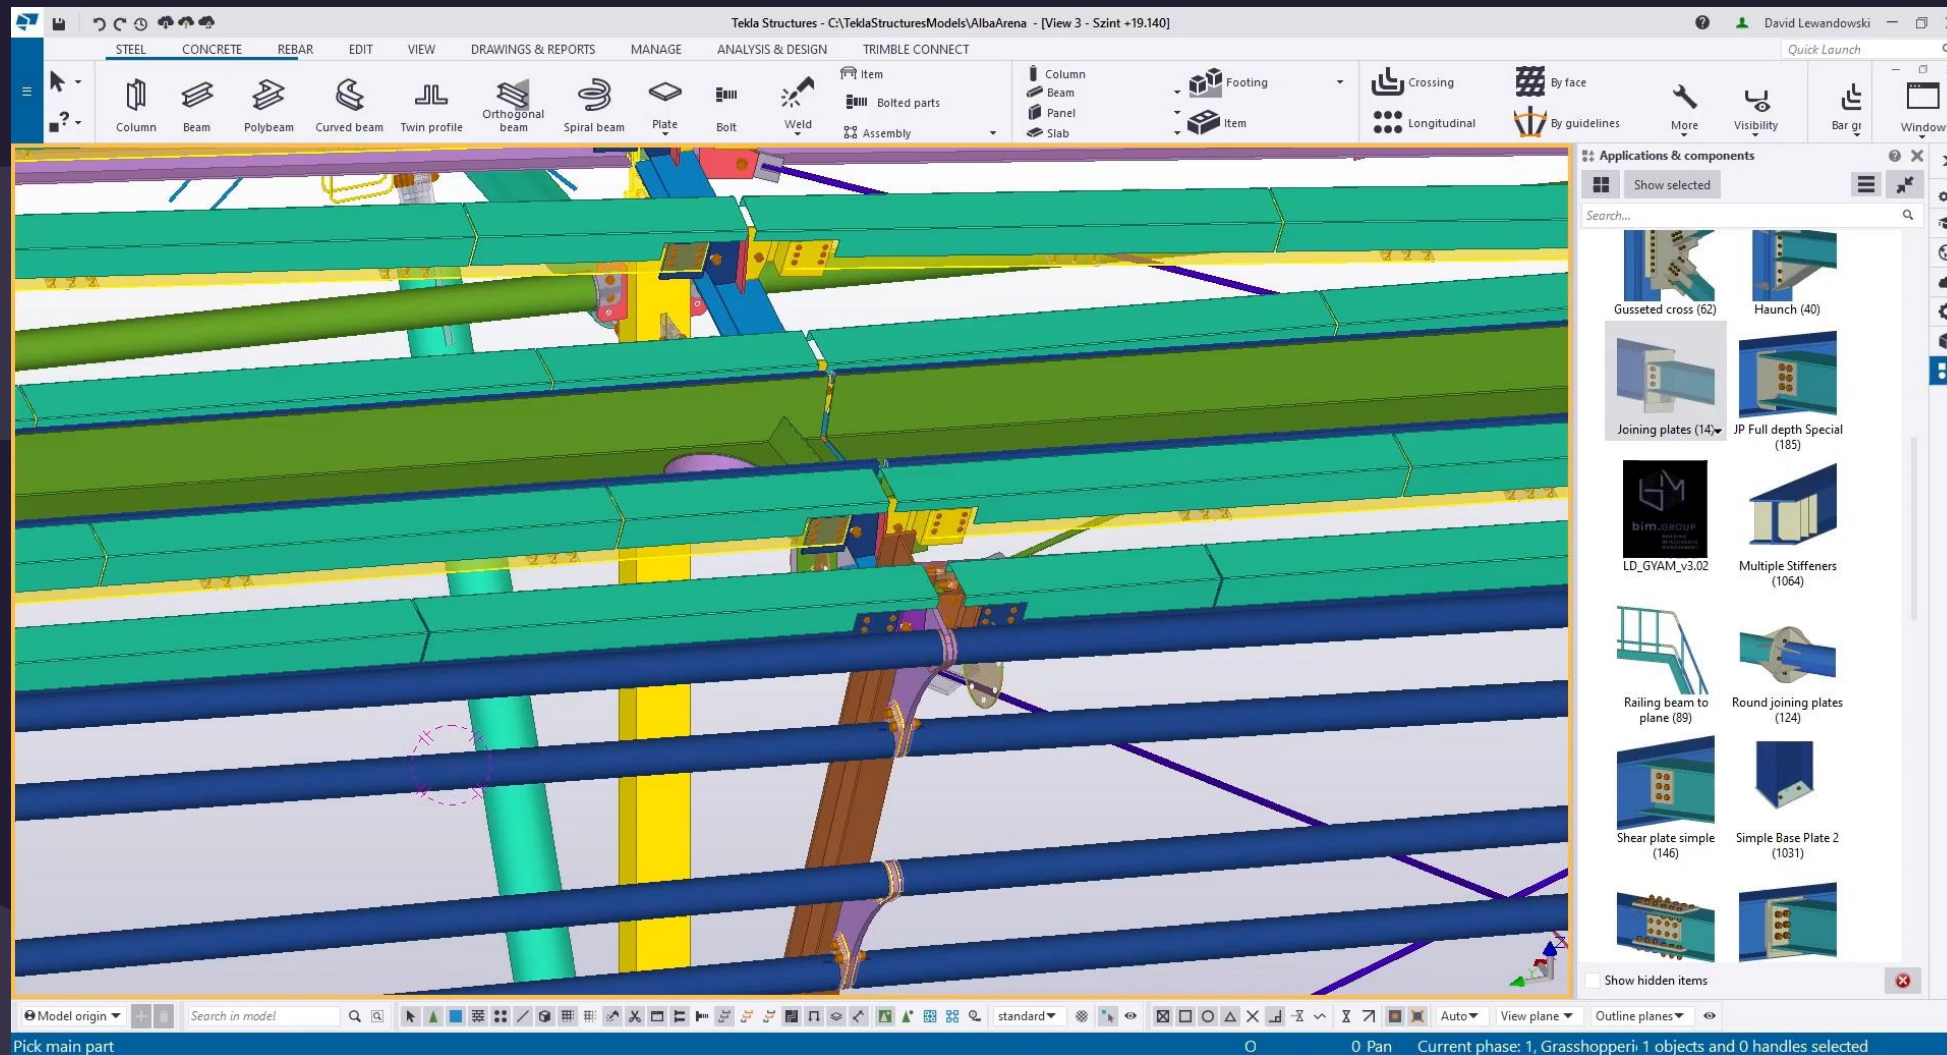 Tekla Structures - C:\TeklaStructuresModels\AlbaArena - [View 3 - Szint +19.140]
David Lewandowski
STEEL CONCRETE REBAR EDIT VIEW DRAWINGS & REPORTS MANAGE ANALYSIS & DESIGN TRIMBLE CONNECT
Quick Launch
Column
Beam
Polybeam
Curved beam
Twin profile
Orthogonal
beam
Spiral beam
Plate
Bolt
Weld
Item
Bolted parts
Assembly
Column
Beam
Panel
Slab
Footing
Item
Crossing
Longitudinal
By face
By guidelines
More
Visibility
Bar gr
Window
Applications & components
Show selected
Search...
Gusseted cross (62)
Haunch (40)
Joining plates (14)
JP Full depth Special
(185)
bim.GROUP
LD_GYAM_v3.02
Multiple Stiffeners
(1064)
Railing beam to
plane (89)
Round joining plates
(124)
Shear plate simple
(146)
Simple Base Plate 2
(1031)
Show hidden items
Model origin
Search in model
standard
Auto
View plane
Outline planes
Pick main part
O
0 Pan
Current phase: 1, Grasshopperi: 1 objects and 0 handles selected